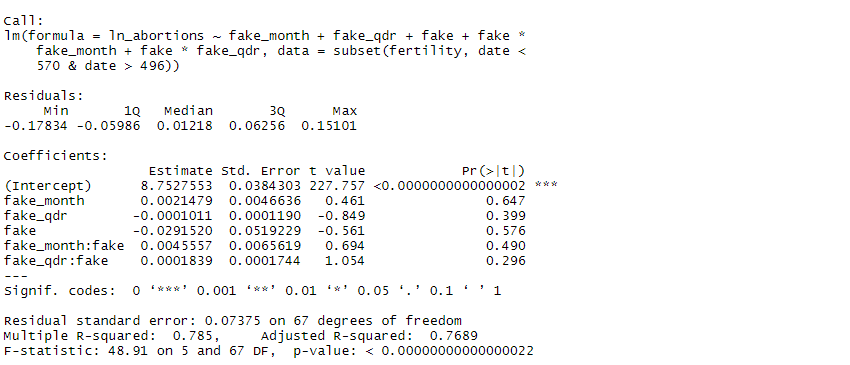 Call:
lm(formula = ln_abortions ~ fake_month + fake_qdr + fake + fake *
    fake_month + fake * fake_qdr, data = subset(fertility, date <
    570 & date > 496))
Residuals:
     Min       1Q   Median       3Q      Max
-0.17834 -0.05986  0.01218  0.06256  0.15101
Coefficients:
                  Estimate Std. Error t value             Pr(>|t|)
(Intercept)      8.7527553  0.0384303 227.757 <0.0000000000000002 ***
fake_month       0.0021479  0.0046636   0.461                0.647
fake_qdr        -0.0001011  0.0001190  -0.849                0.399
fake            -0.0291520  0.0519229  -0.561                0.576
fake_month:fake  0.0045557  0.0065619   0.694                0.490
fake_qdr:fake    0.0001839  0.0001744   1.054                0.296
---
Signif. codes:  0 ‘***’ 0.001 ‘**’ 0.01 ‘*’ 0.05 ‘.’ 0.1 ‘ ’ 1
Residual standard error: 0.07375 on 67 degrees of freedom
Multiple R-squared:  0.785,     Adjusted R-squared:  0.7689
F-statistic: 48.91 on 5 and 67 DF,  p-value: < 0.00000000000000022